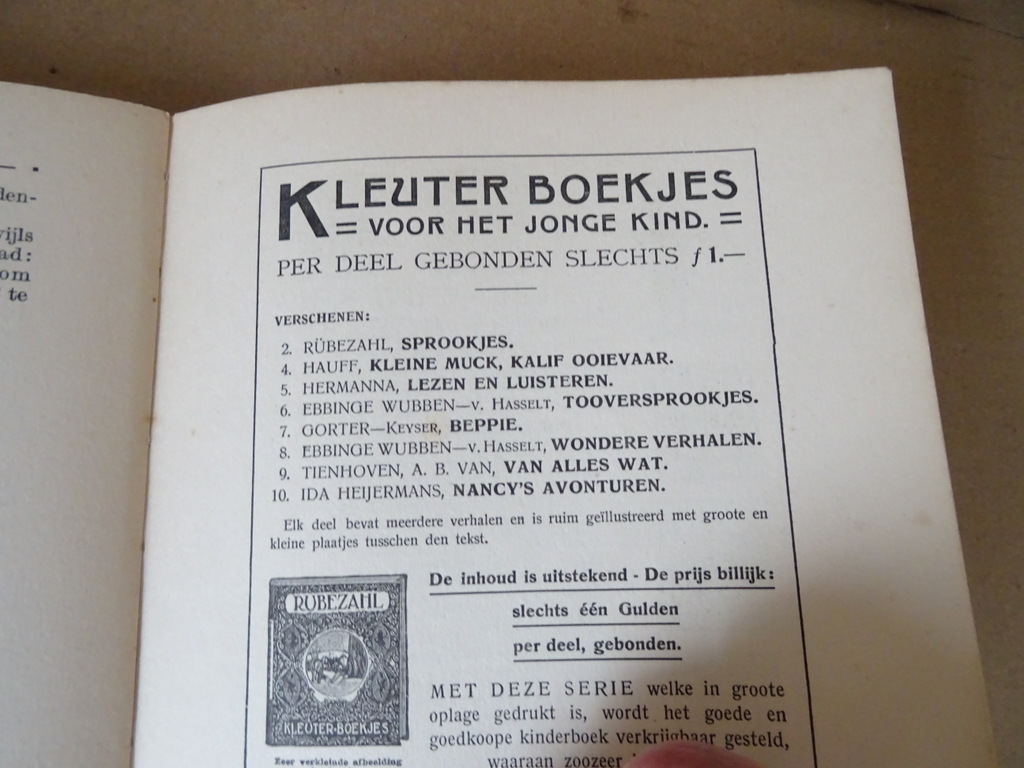 den-
wijls
ad:
om
te
KLEUTER BOEKJES
= VOOR HET JONGE KIND. =
PER DEEL GEBONDEN SLECHTS ƒ 1.—
VERSCHENEN:
2. RÜBEZAHL, SPROOKJES.
4. HAUFF, KLEINE MUCK, KALIF OOIEVAAR.
5. HERMANNA, LEZEN EN LUISTEREN.
6. EBBINGE WUBBEN—v. HASSELT, TOOVERSPROOKJES.
7. GORTER—KEYSER, BEPPIE.
8. EBBINGE WUBBEN—v. HASSELT, WONDERE VERHALEN.
9. TIENHOVEN, A. B. VAN, VAN ALLES WAT.
10. IDA HEIJERMANS, NANCY'S AVONTUREN.
Elk deel bevat meerdere verhalen en is ruim geïllustreerd met groote en
kleine plaatjes tusschen den tekst.
RÜBEZAHL
KLEUTER-BOEKJES
Zeer verkleinde afbeelding
De inhoud is uitstekend - De prijs billijk:
slechts één Gulden
per deel, gebonden.
MET DEZE SERIE welke in groote
oplage gedrukt is, wordt het goede en
goedkoope kinderboek verkrijgbaar gesteld,
waaraan zoozeer